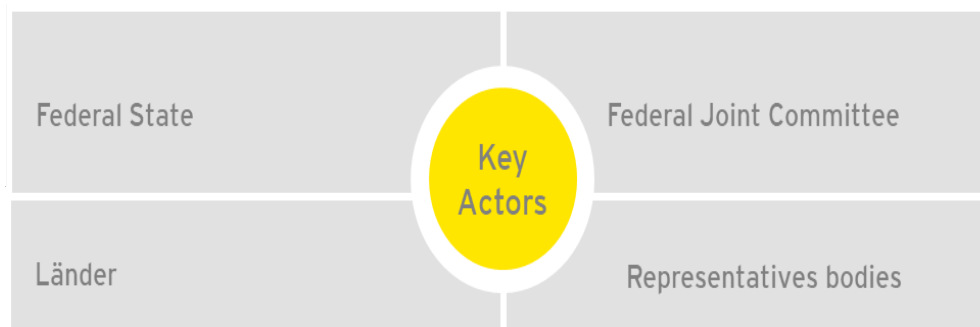 Federal State
Federal Joint Committee
Key
Actors
Länder
Representatives bodies